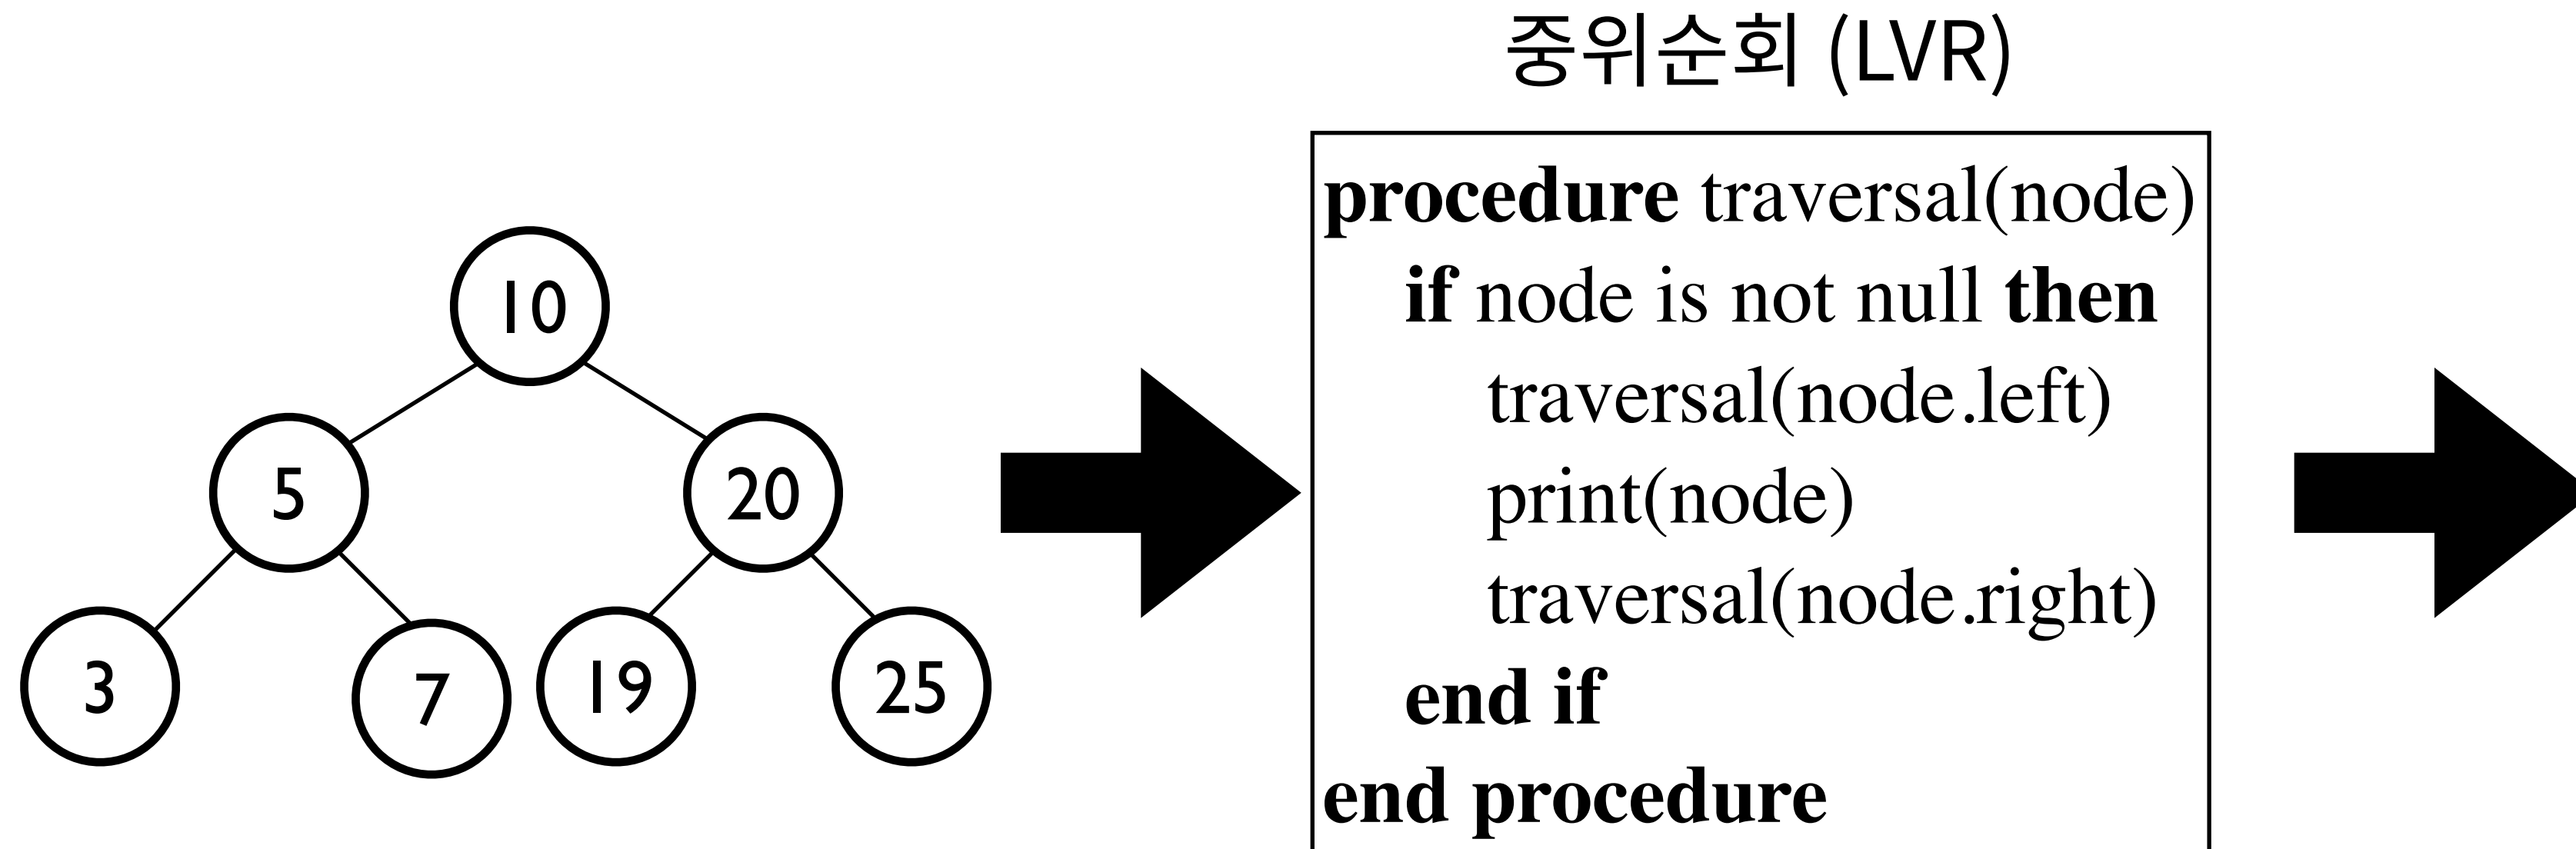 중위순회 (LVR)
10
5
20
3
7
19
25
procedure traversal(node)
if node is not null then
traversal(node.left)
print(node)
traversal(node.right)
end if
end procedure